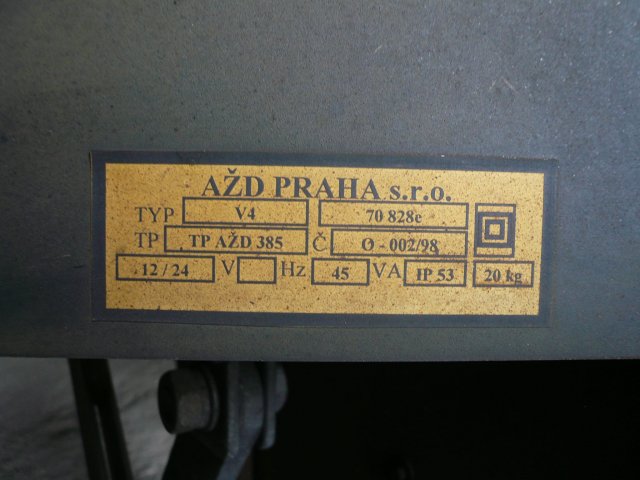 AŽD PRAHA s.r.o.
TYP V4 70 828e
TP TP AŽD 385 Č O - 002/98
12 / 24 V Hz 45 VA IP 53 20 kg